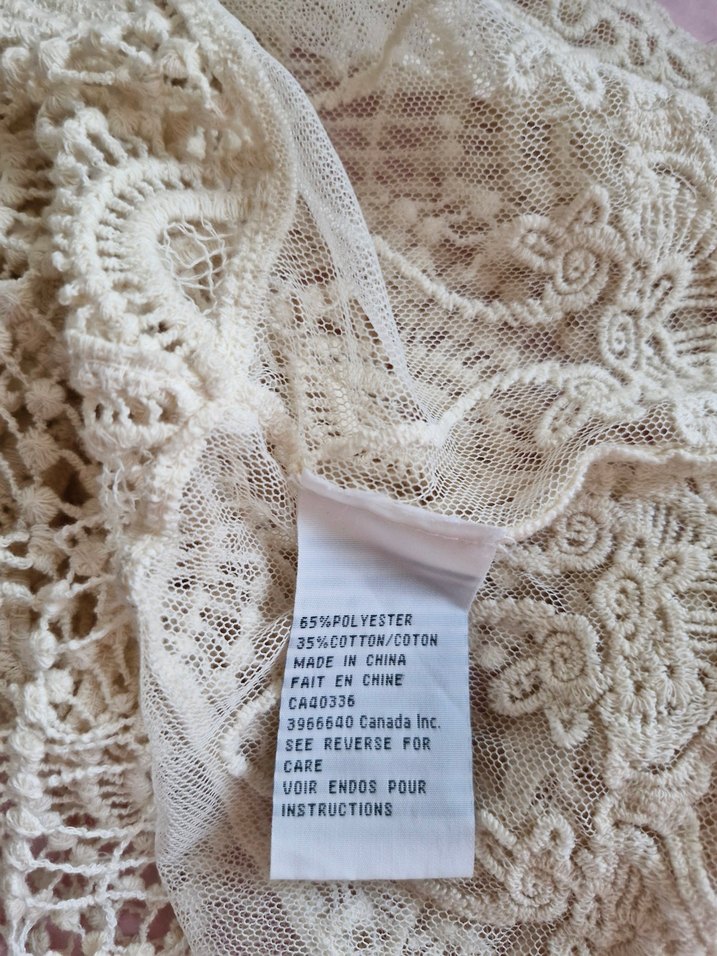 65%POLYESTER
35%COTTON/COTON
MADE IN CHINA
FAIT EN CHINE
CA40336
3966640 Canada Inc.
SEE REVERSE FOR
CARE
VOIR ENDOS POUR
INSTRUCTIONS